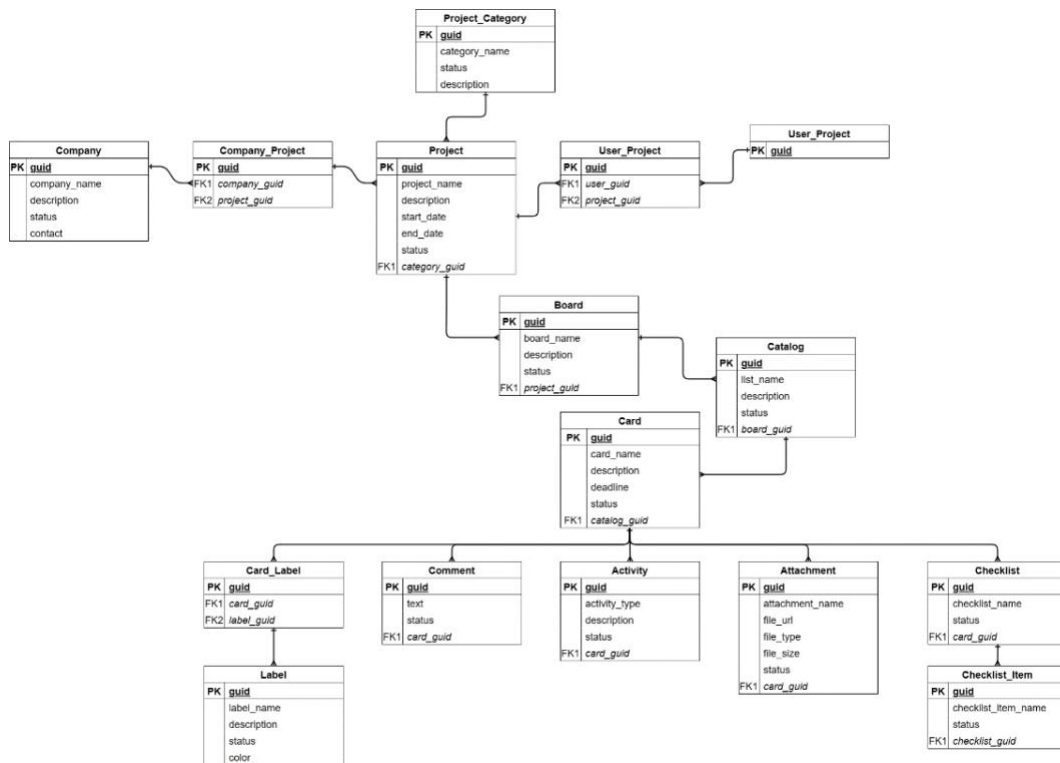 Project_Category
PK guid
category_name
status
description
Company
PK guid
company_name
description
status
contact
Company_Project
PK guid
FK1 company_guid
FK2 project_guid
Project
PK guid
project_name
description
start_date
end_date
status
FK1 category_guid
User_Project
PK guid
FK1 user_guid
FK2 project_guid
User_Project
PK guid
Board
PK guid
board_name
description
status
FK1 project_guid
Catalog
PK guid
list_name
description
status
FK1 board_guid
Card
PK guid
card_name
description
deadline
status
FK1 catalog_guid
Card_Label
PK guid
FK1 card_guid
FK2 label_guid
Comment
PK guid
text
status
FK1 card_guid
Activity
PK guid
activity_type
description
status
FK1 card_guid
Attachment
PK guid
attachment_name
file_url
file_type
file_size
status
FK1 card_guid
Checklist
PK guid
checklist_name
status
FK1 card_guid
Label
PK guid
label_name
description
status
color
Checklist_Item
PK guid
checklist_item_name
status
FK1 checklist_guid